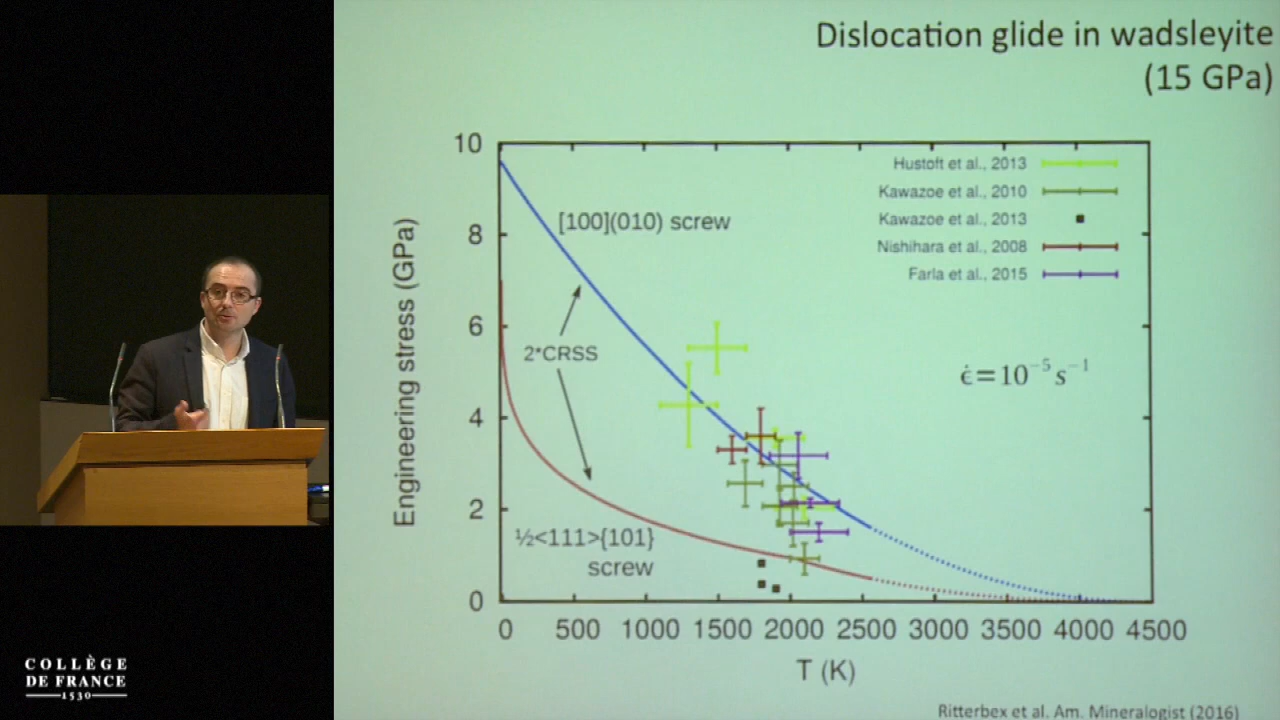 Dislocation glide in wadsleyite
(15 GPa)
10
8
6
4
2
0
Engineering stress (GPa)
[100](010) screw
2*CRSS
½<111>{101}
screw
Hustoft et al., 2013
Kawazoe et al., 2010
Kawazoe et al., 2013
Nishihara et al., 2008
Farla et al., 2015
ε̇=10⁻⁵ s⁻¹
0 500 1000 1500 2000 2500 3000 3500 4000 4500
T (K)
Ritterbex et al. Am. Mineralogist (2016)
COLLÈGE
DE FRANCE
1530